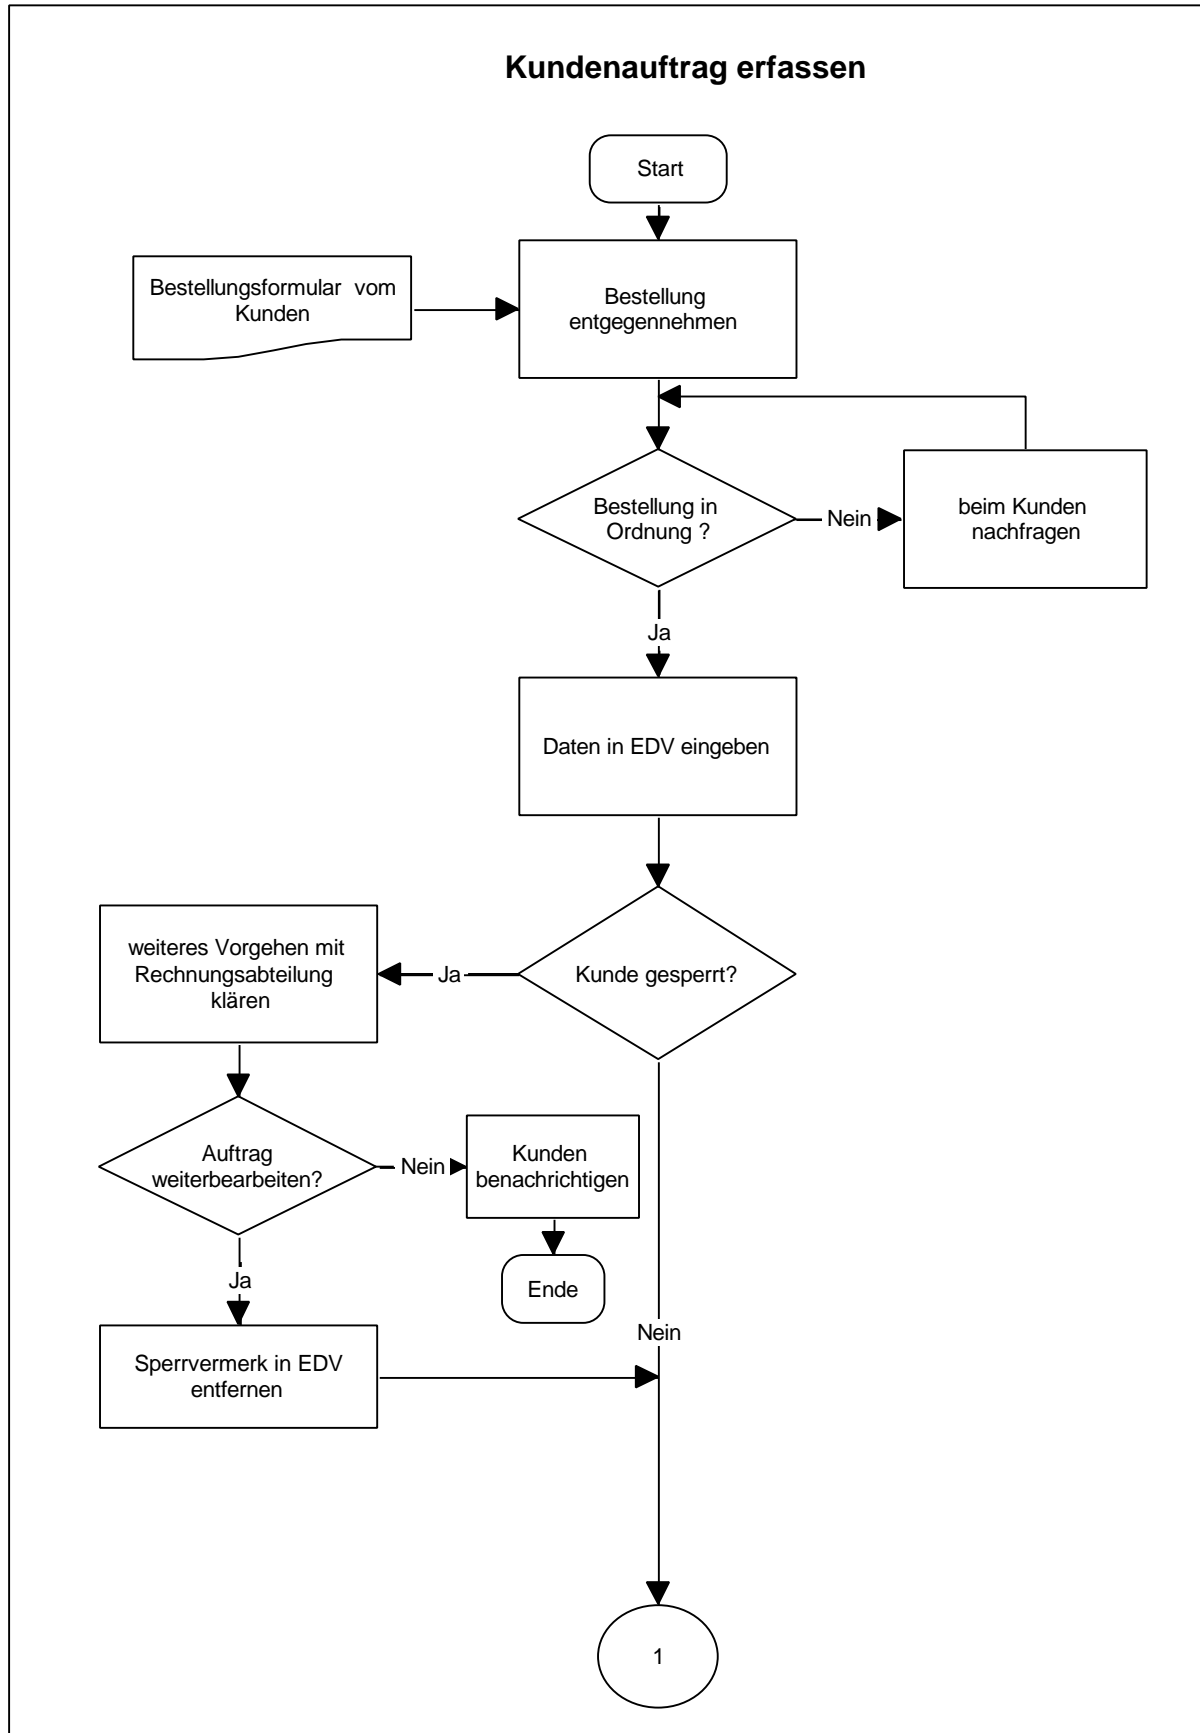 Kundenauftrag erfassen
Start
Bestellungsformular vom
Kunden
Bestellung
entgegennehmen
Bestellung in
Ordnung ?
Nein
beim Kunden
nachfragen
Ja
Daten in EDV eingeben
Kunde gesperrt?
Ja
weiteres Vorgehen mit
Rechnungsabteilung
klären
Auftrag
weiterbearbeiten?
Nein
Kunden
benachrichtigen
Ende
Ja
Nein
Sperrvermerk in EDV
entfernen
1